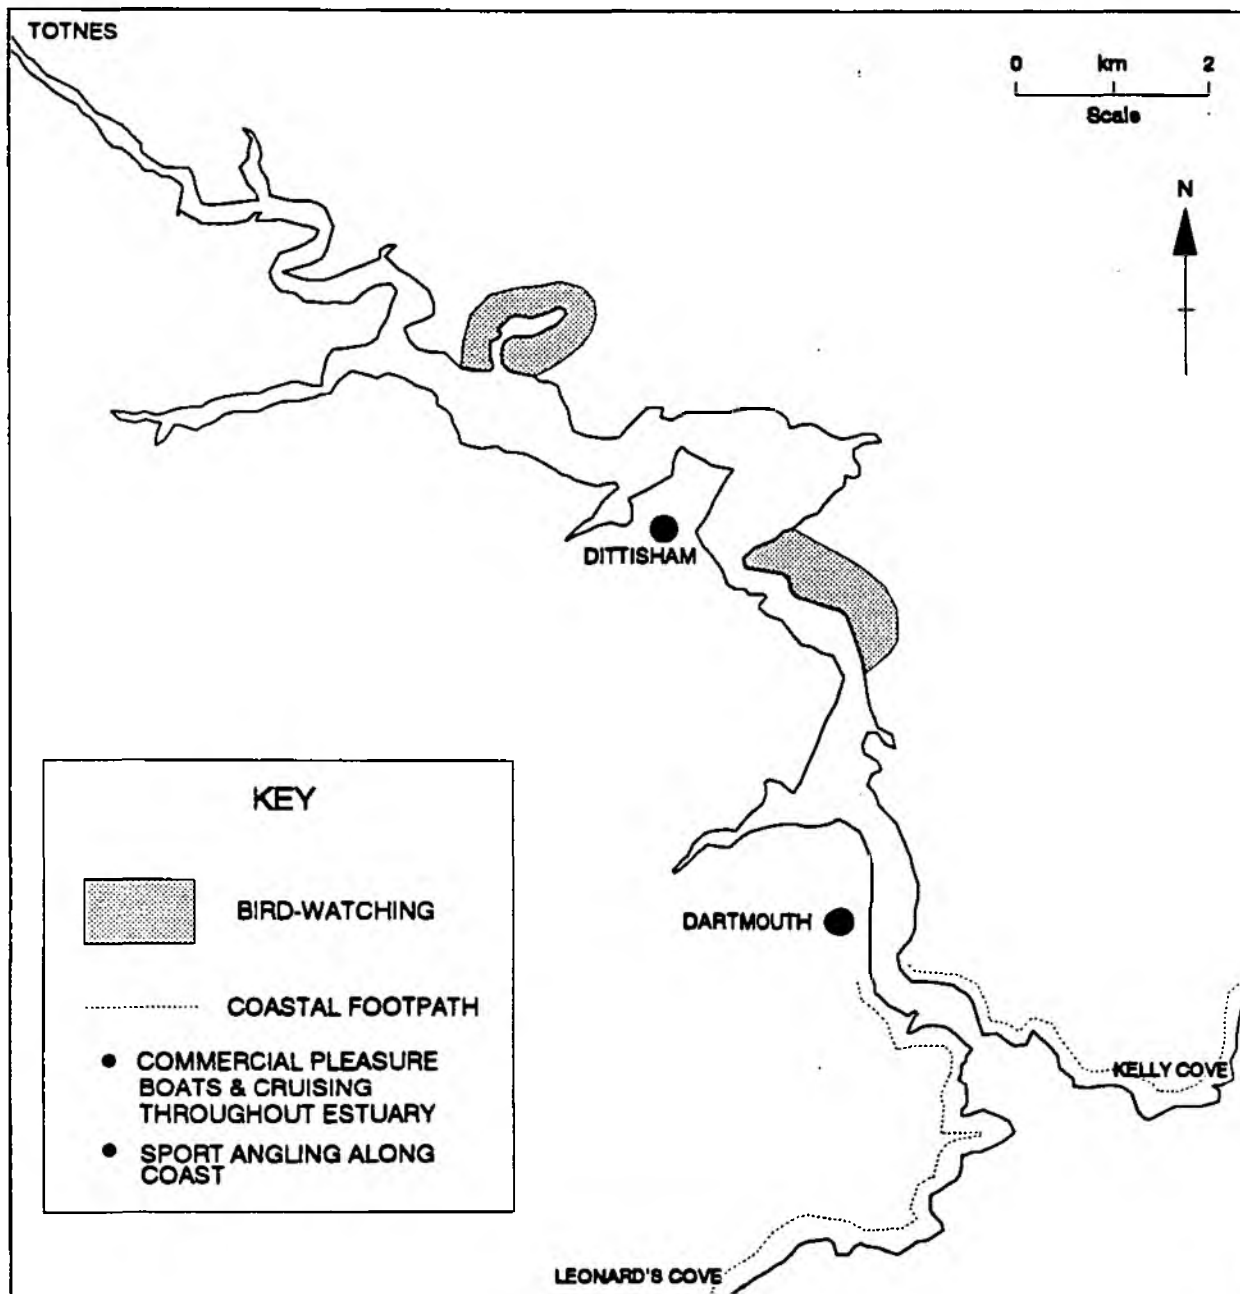 TOTNES
0 km 2
Scale
N
DITTISHAM
KEY
BIRD-WATCHING
DARTMOUTH
COASTAL FOOTPATH
COMMERCIAL PLEASURE
BOATS & CRUISING
THROUGHOUT ESTUARY
KELLY COVE
SPORT ANGLING ALONG
COAST
LEONARD'S COVE